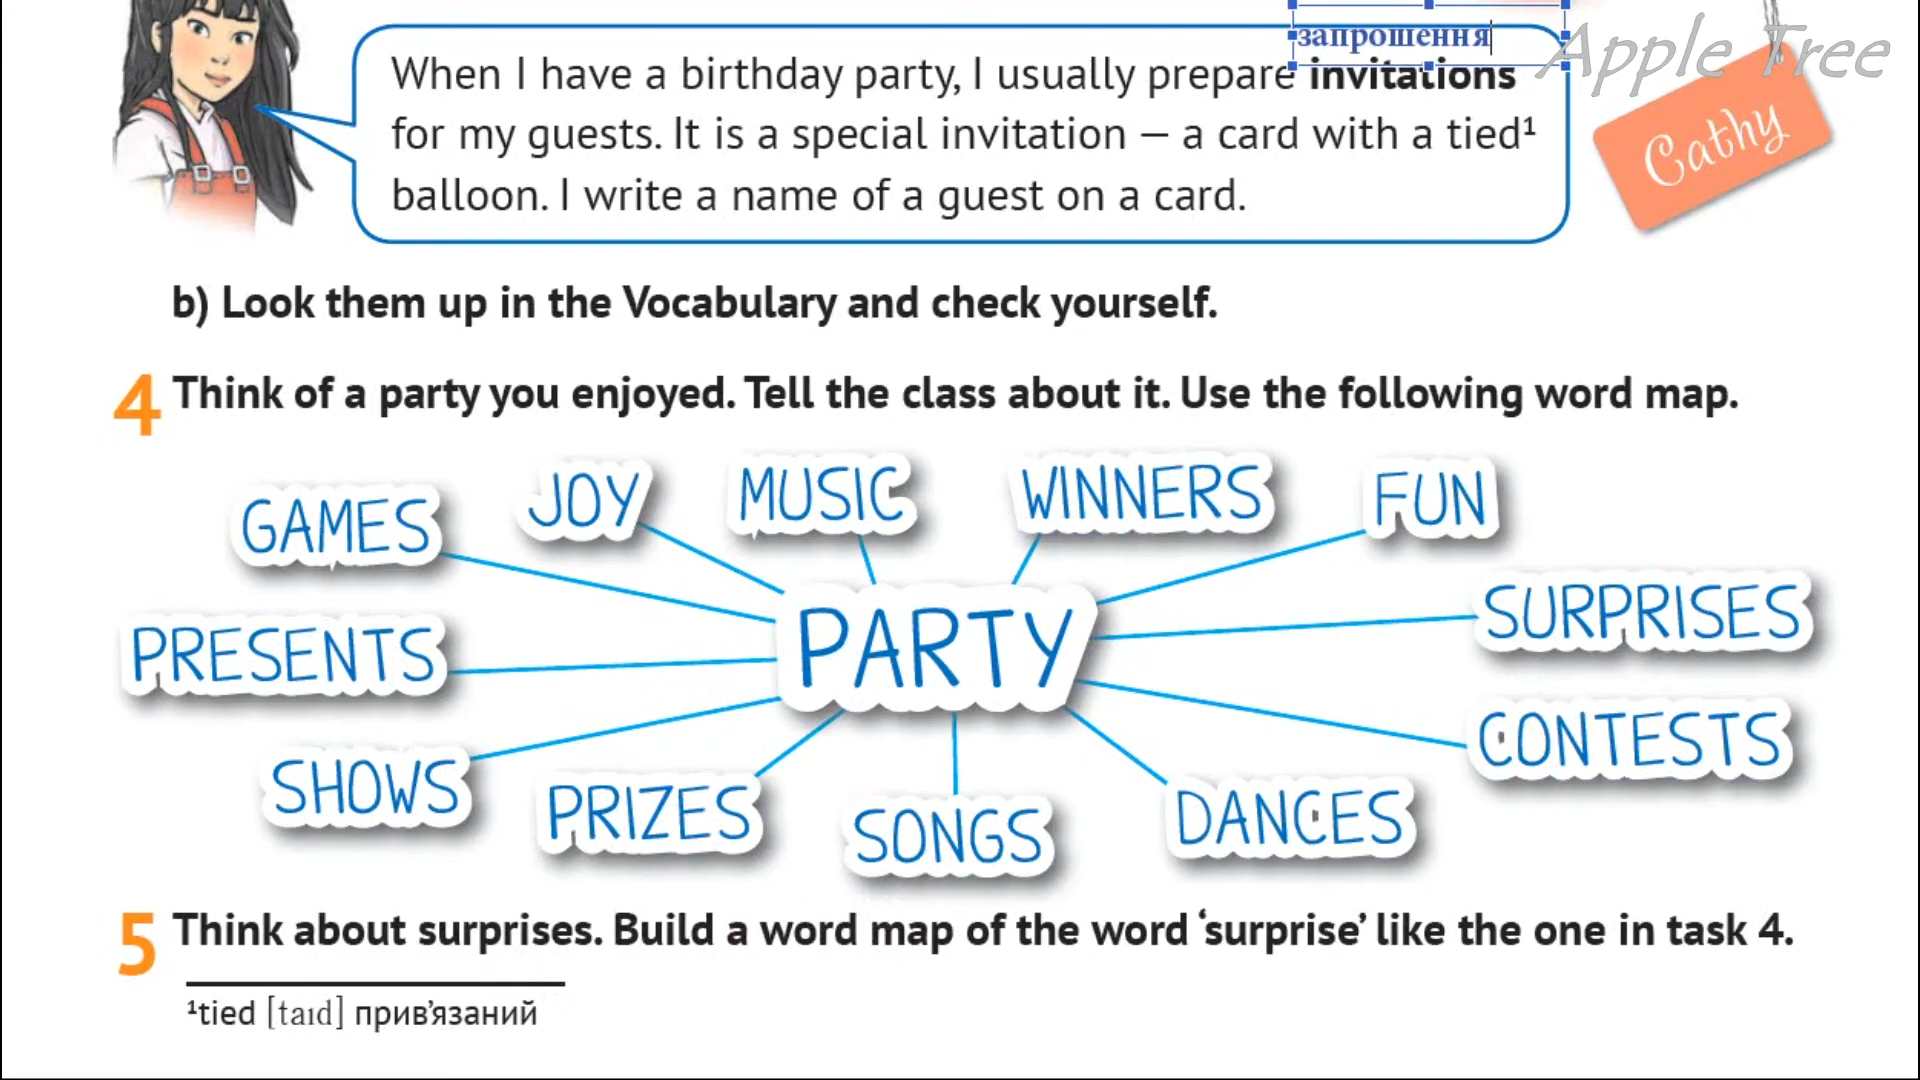 запрошення
Apple Tree
When I have a birthday party, I usually prepare invitations
for my guests. It is a special invitation — a card with a tied¹
balloon. I write a name of a guest on a card.
Cathy
b) Look them up in the Vocabulary and check yourself.
4 Think of a party you enjoyed. Tell the class about it. Use the following word map.
GAMES JOY MUSIC WINNERS FUN
PRESENTS PARTY SURPRISES
SHOWS PRIZES SONGS DANCES CONTESTS
5 Think about surprises. Build a word map of the word ‘surprise’ like the one in task 4.
¹tied [taɪd] прив’язаний